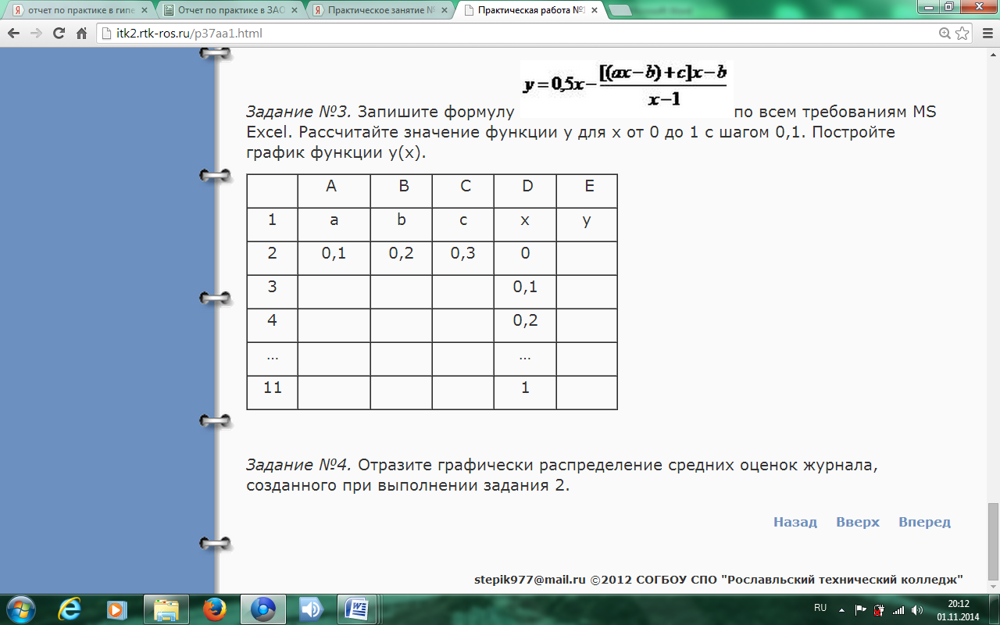 отчет по практике в гипе
Отчет по практике в ЗАО
Практическое занятие №
Практическая работа №1
itk2.rtk-ros.ru/p37aa1.html
y=0,5x−[((ax−b)+c]x−b
x−1
Задание №3. Запишите формулу по всем требованиям MS
Excel. Рассчитайте значение функции y для x от 0 до 1 с шагом 0,1. Постройте
график функции y(x).
A B C D E
1 a b c x y
2 0,1 0,2 0,3 0
3 0,1
4 0,2
... ...
11 1
Задание №4. Отразите графически распределение средних оценок журнала,
созданного при выполнении задания 2.
Назад Вверх Вперед
stepik977@mail.ru ©2012 СОГБОУ СПО "Рославльский технический колледж"
RU
20:12
01.11.2014